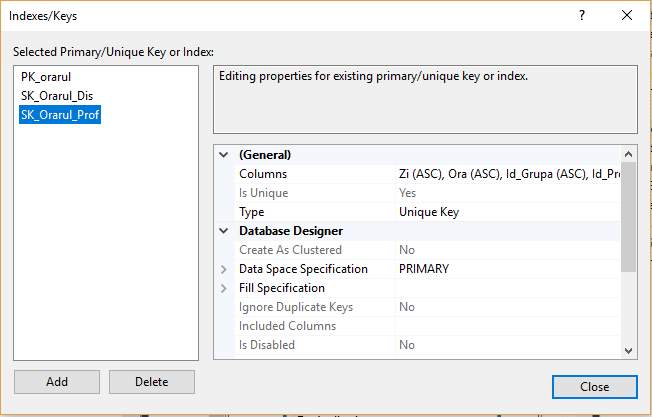 Indexes/Keys
Selected Primary/Unique Key or Index:
PK_orarul
SK_Orarul_Dis
SK_Orarul_Prof
Editing properties for existing primary/unique key or index.
(General)
Columns Zi (ASC), Ora (ASC), Id_Grupa (ASC), Id_Pr
Is Unique Yes
Type Unique Key
Database Designer
Create As Clustered No
Data Space Specification PRIMARY
Fill Specification
Ignore Duplicate Keys No
Included Columns
Is Disabled No
Add Delete
Close